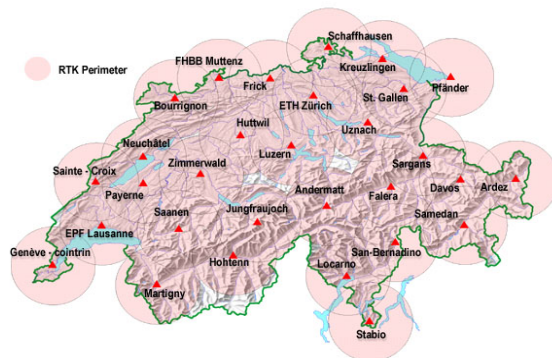 Schaffhausen
FHBB Muttenz
Kreuzlingen
RTK Perimeter
Frick
Pfänder
St. Gallen
Bourrignon
ETH Zürich
Uznach
Huttwil
Neuchâtel
Luzern
Zimmerwald
Sargans
Sainte - Croix
Payerne
Andermatt
Falera
Davos
Ardez
Saanen
Jungfraujoch
Samedan
EPF Lausanne
San-Bernadino
Genève - cointrin
Hohtenn
Locarno
Martigny
Stabio